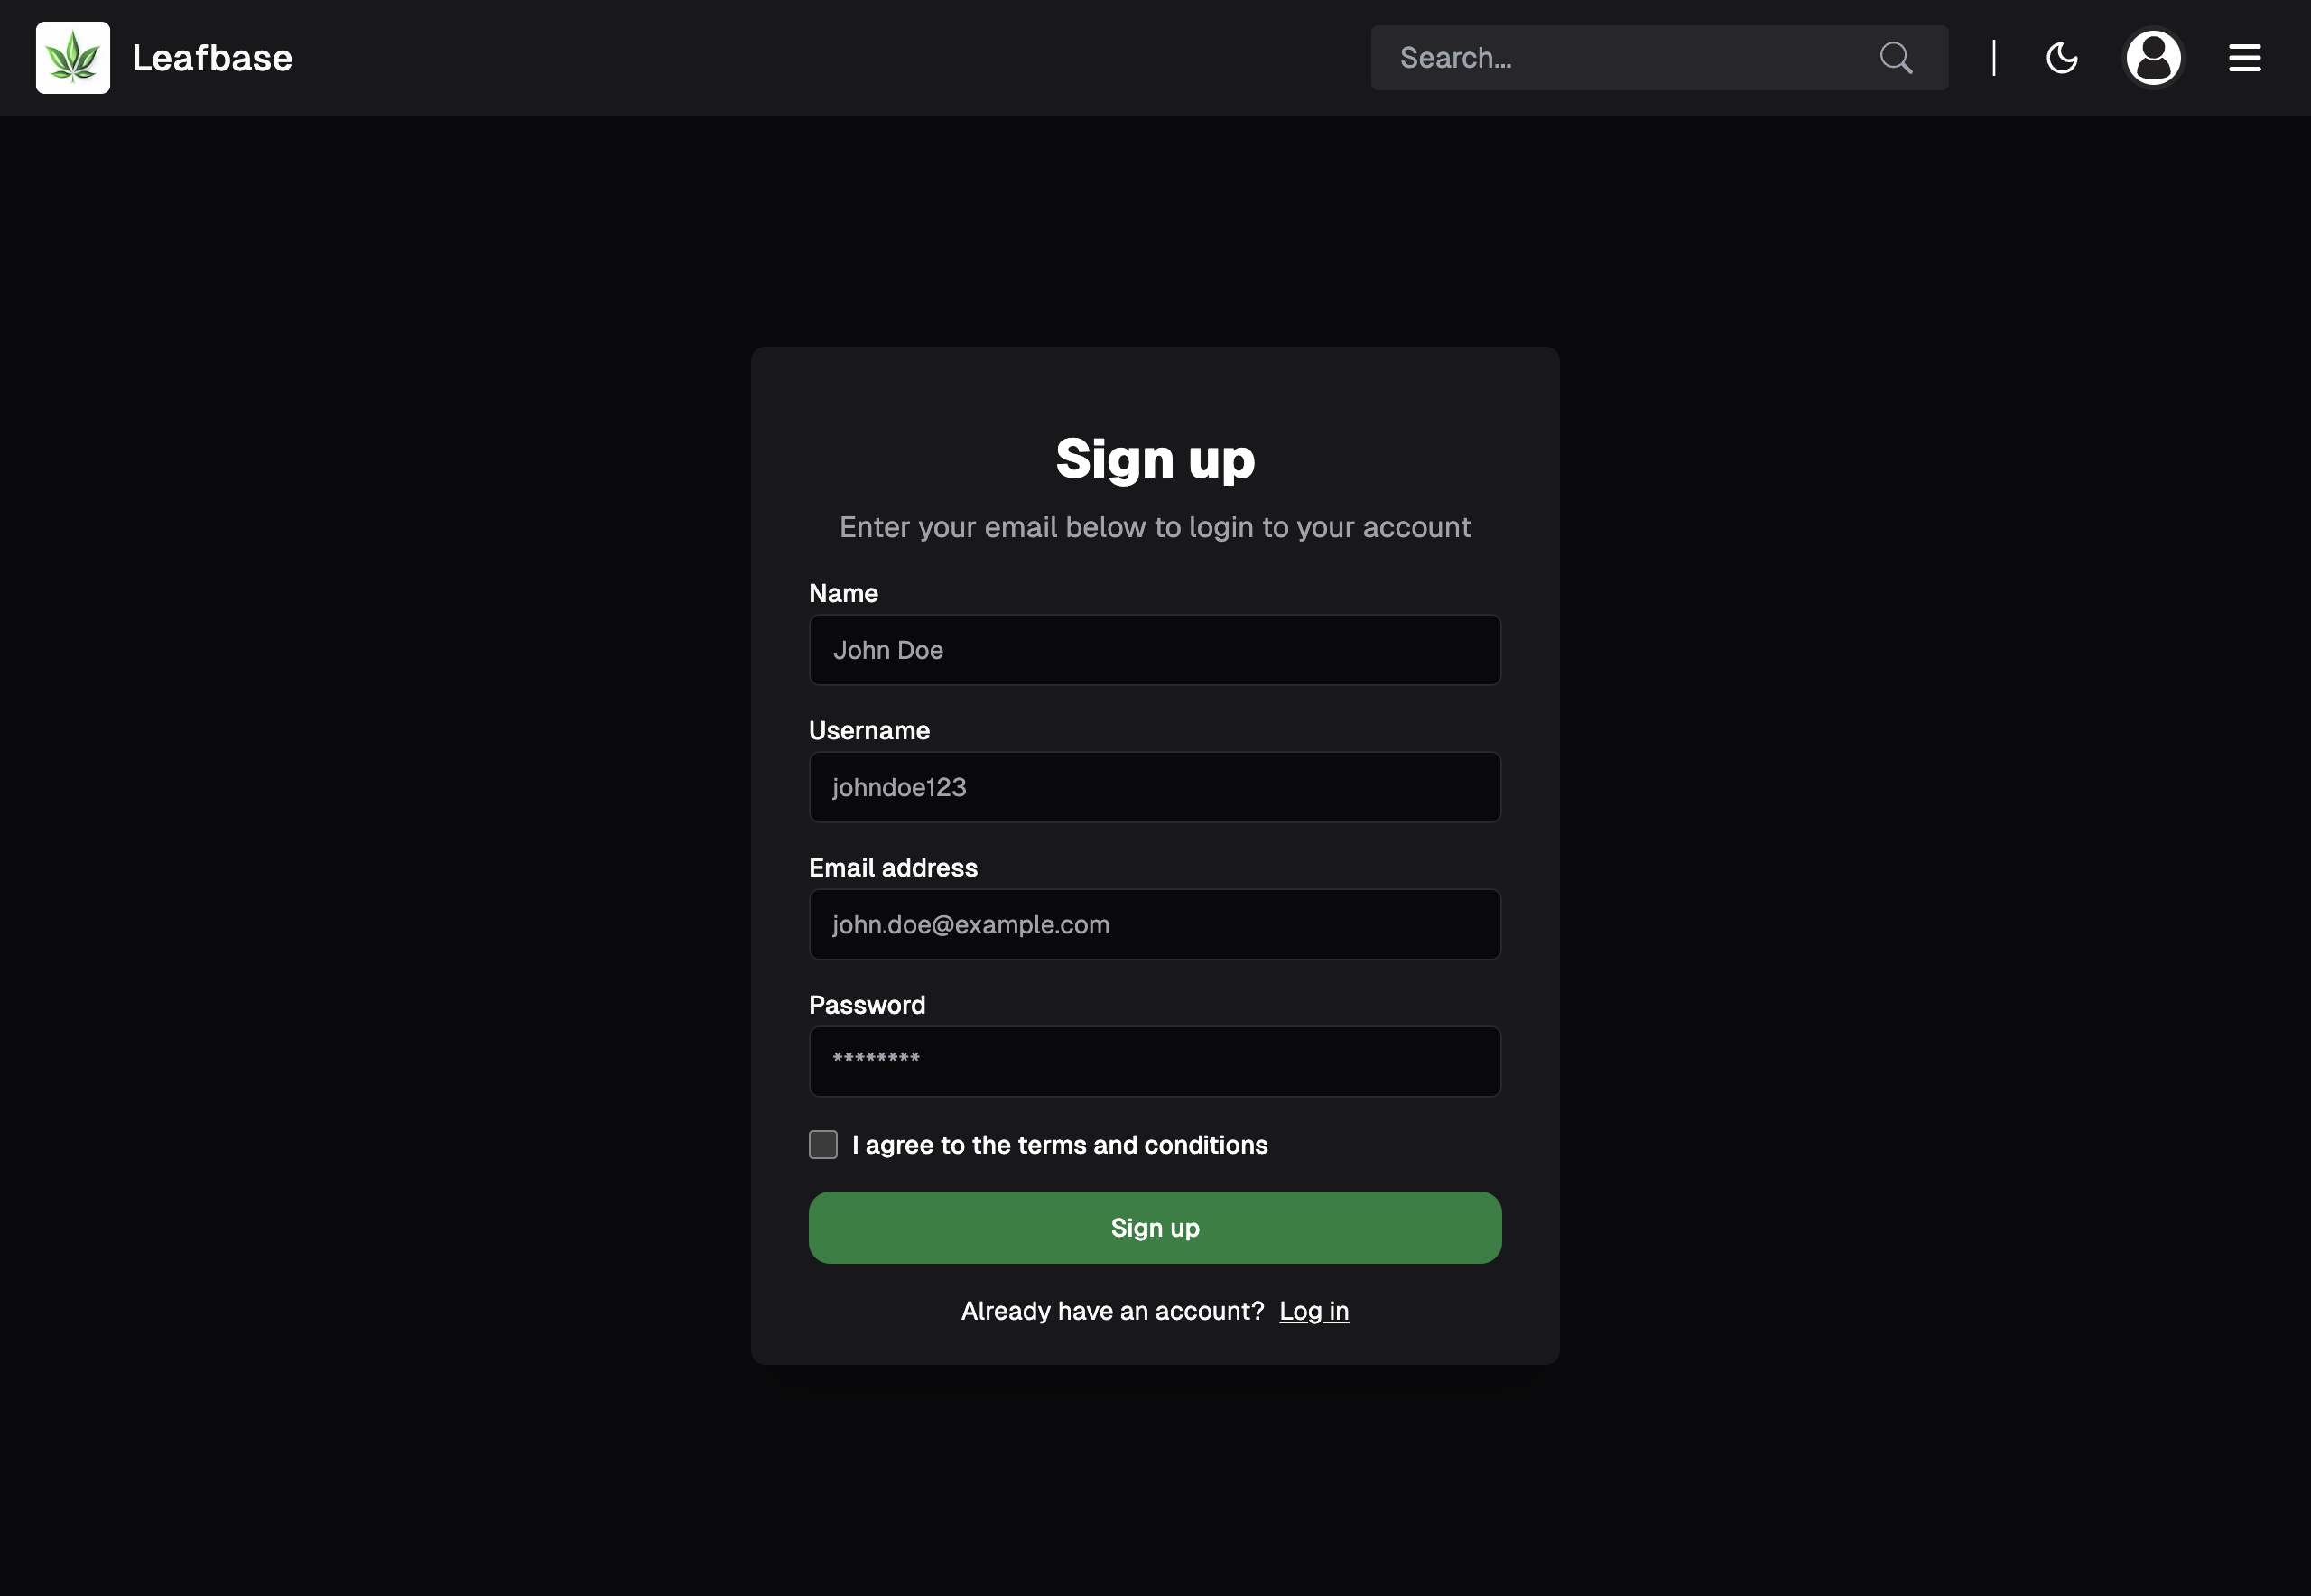 Leafbase
Search...
Sign up
Enter your email below to login to your account
Name
John Doe
Username
johndoe123
Email address
john.doe@example.com
Password
********
I agree to the terms and conditions
Sign up
Already have an account? Log in